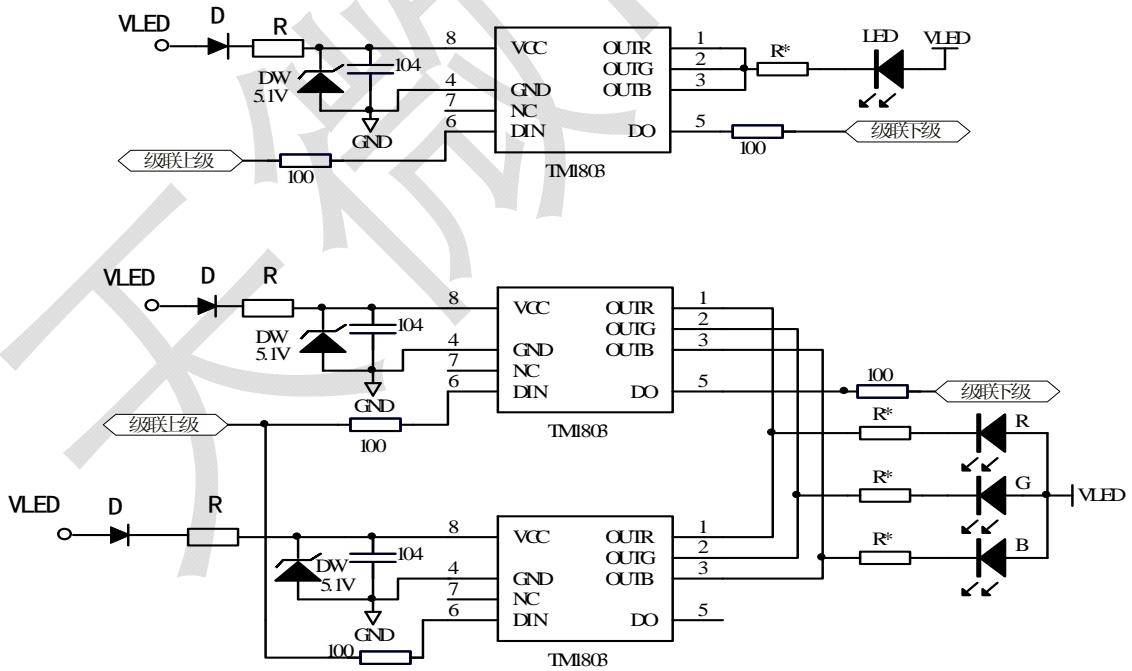 VLED D R 8 VCC OUTR 1 R* LED VLED
104 OUTG 2
DW 5.1V 4 GND OUTB 3
7 NC
GND 6 DIN DO 5 级联下级
级联上级 100 TM1803 100
VLED D R 8 VCC OUTR 1
104 OUTG 2
DW 5.1V 4 GND OUTB 3
7 NC 100
GND 6 DIN DO 5 级联下级
级联上级 100 TM1803 R* R
VLED D R R* G VLED
8 VCC OUTR 1 R* B
104 OUTG 2
DW 5.1V 4 GND OUTB 3
7 NC
GND 6 DIN DO 5
100 TM1803
天微